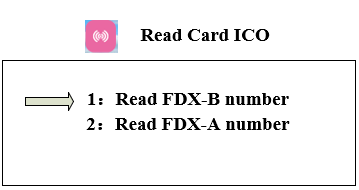 Read Card ICO
1：Read FDX-B number
2：Read FDX-A number